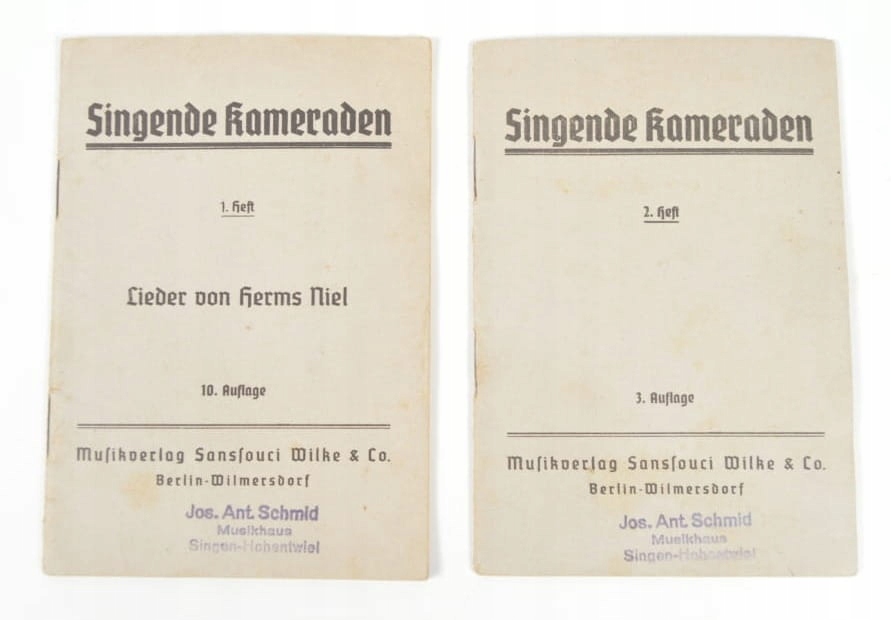 Singende Kameraden
1. Heft
Lieder von Herms Niel
10. Auflage
Muſikverlag Sansſouci Wilke & Co.
Berlin-Wilmersdorf
Jos. Ant. Schmid
Musikhaus
Singen-Hohentwiel
Singende Kameraden
2. Heft
3. Auflage
Muſikverlag Sansſouci Wilke & Co.
Berlin-Wilmersdorf
Jos. Ant. Schmid
Musikhaus
Singen-Hohentwiel